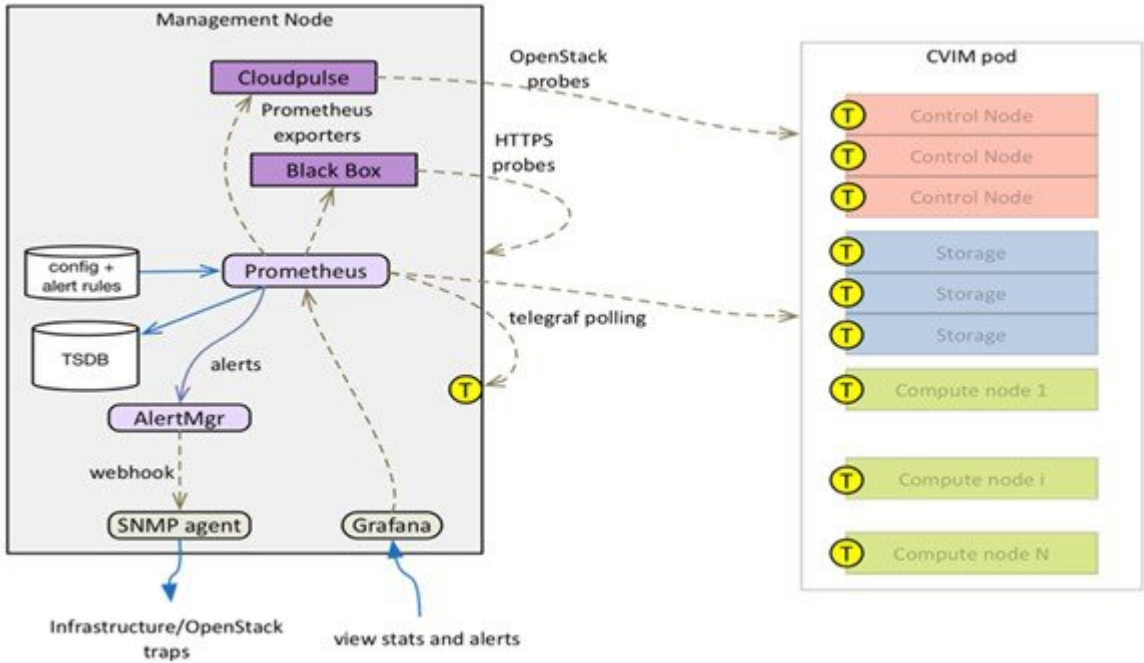 Management Node
Cloudpulse
Prometheus
exporters
Black Box
OpenStack
probes
HTTPS
probes
config +
alert rules
Prometheus
TSDB
alerts
telegraf polling
T
AlertMgr
webhook
SNMP agent
Grafana
Infrastructure/OpenStack
traps
view stats and alerts
CVIM pod
T Control Node
T Control Node
T Control Node
T Storage
T Storage
T Storage
T Compute node 1
T Compute node i
T Compute node N